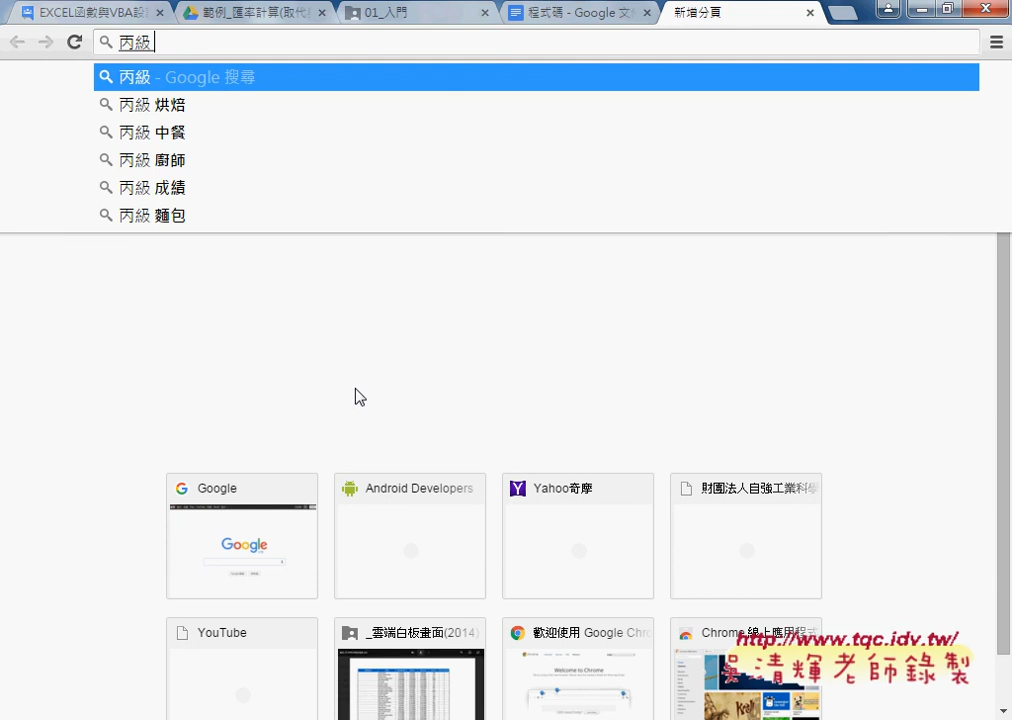 EXCEL函數與VBA設
範例_匯率計算(取代
01_入門
程式碼 - Google 文
新增分頁
丙級
丙級 - Google 搜尋
丙級 烘焙
丙級 中餐
丙級 廚師
丙級 成績
丙級 麵包
Google
Android Developers
Yahoo奇摩
財團法人自強工業科學
Google
YouTube
_雲端白板畫面(2014)
歡迎使用 Google Chro
Chrome 線上應用程式
Welcome to Chrome
http://www.tqc.idv.tw/
吳清輝老師錄製